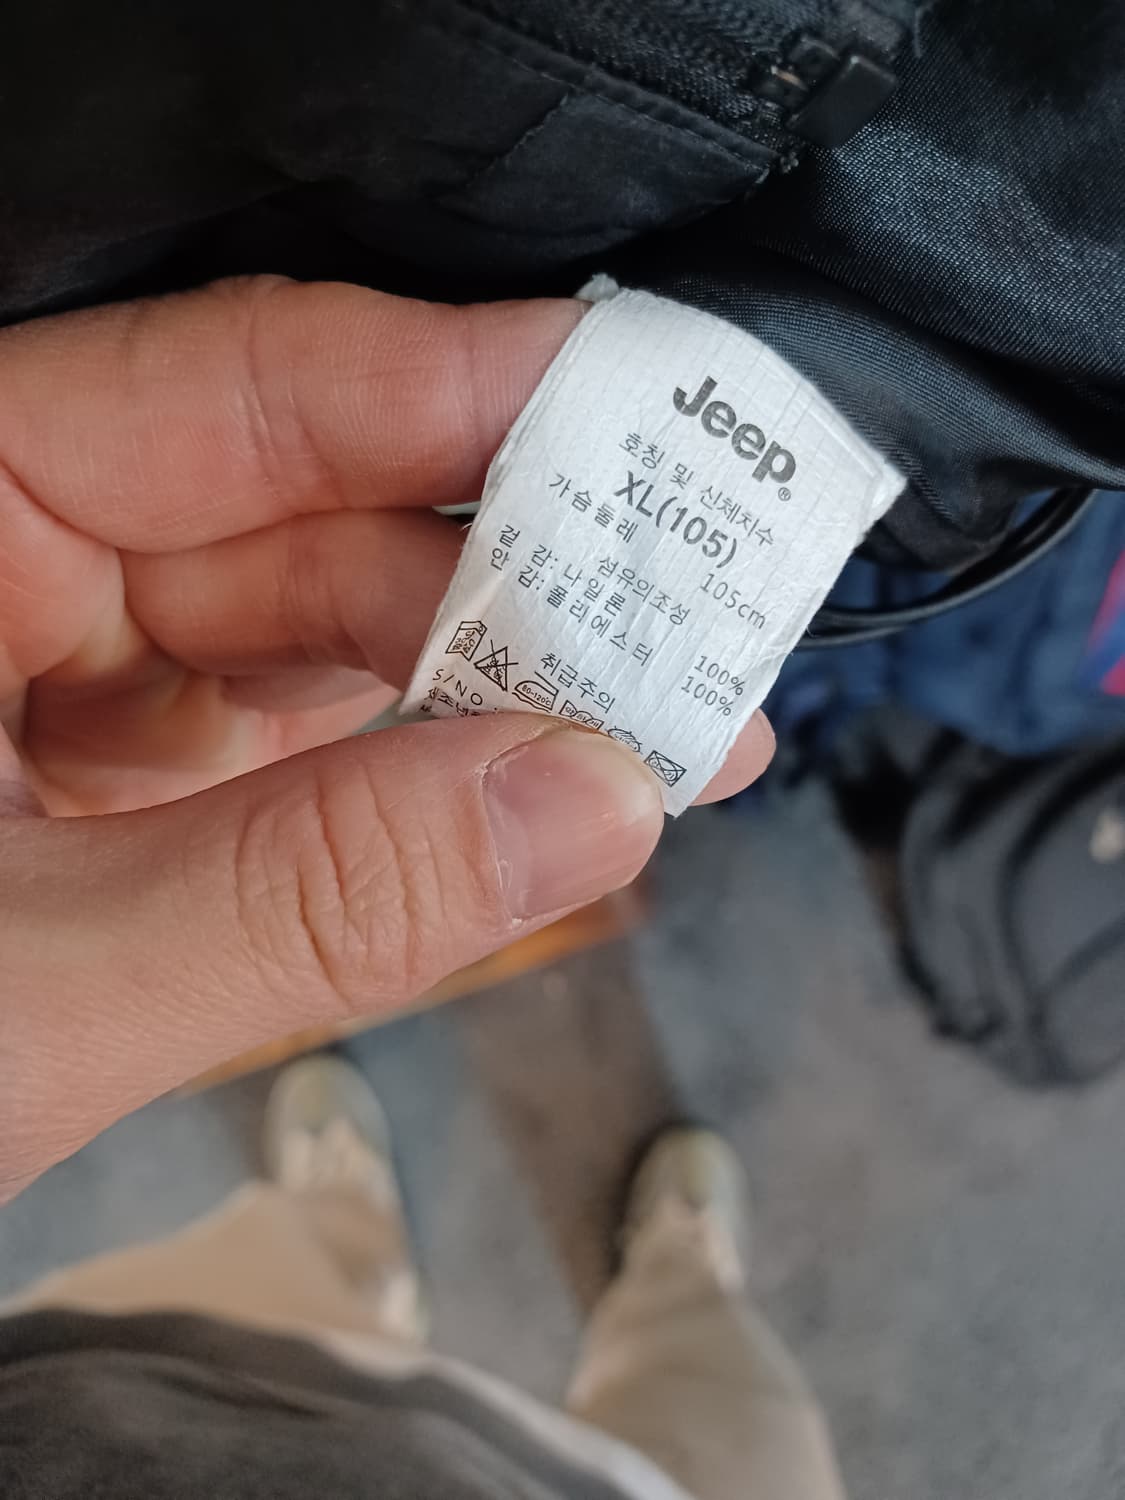 Jeep®
호칭 및 신체치수
XL(105)
가슴둘레 105cm
섬유의조성
겉 감: 나일론 100%
안 감: 폴리에스터 100%
취급주의
80-120℃
S/NO :